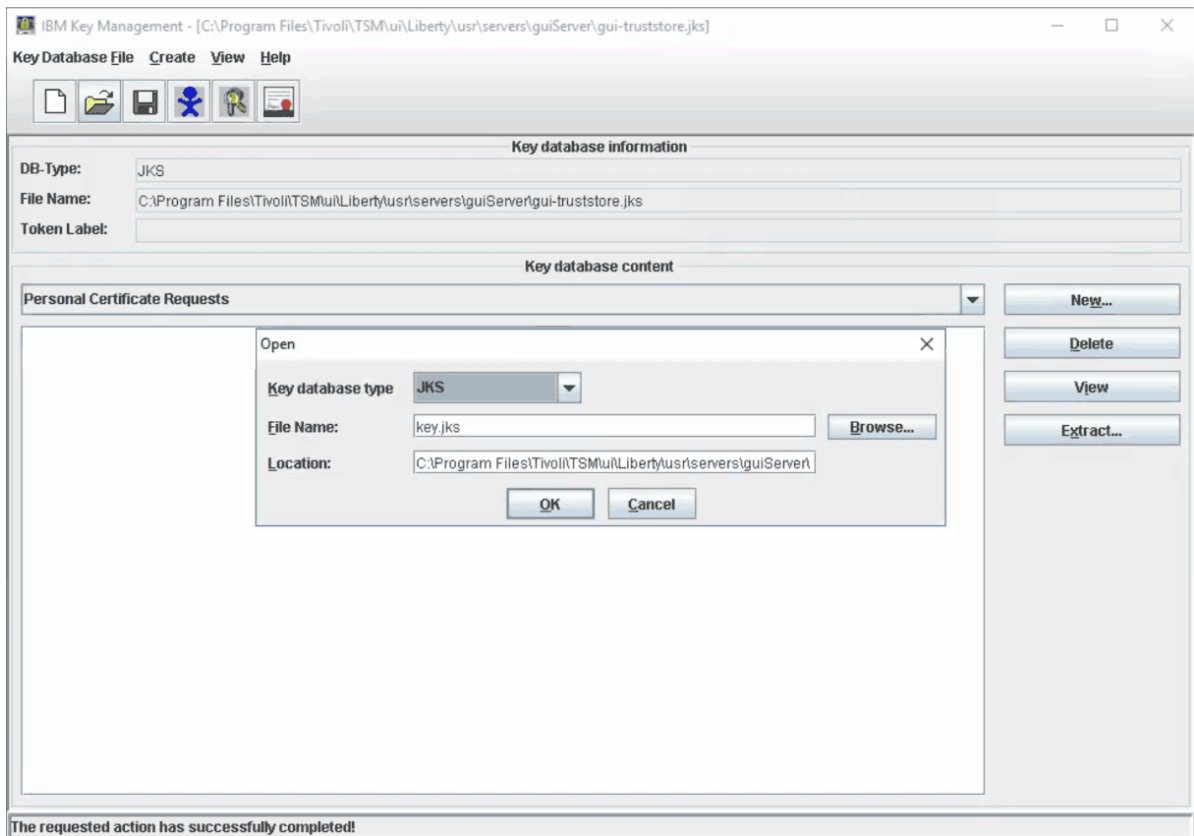 IBM Key Management - [C:\Program Files\Tivoli\TSM\ui\Liberty\usr\servers\guiServer\gui-truststore.jks]
Key Database File Create View Help
Key database information
DB-Type: JKS
File Name: C:\Program Files\Tivoli\TSM\ui\Liberty\usr\servers\guiServer\gui-truststore.jks
Token Label:
Key database content
Personal Certificate Requests
New...
Open
Delete
Key database type JKS
View
File Name: key.jks Browse...
Extract...
Location: C:\Program Files\Tivoli\TSM\ui\Liberty\usr\servers\guiServer\
OK Cancel
The requested action has successfully completed!